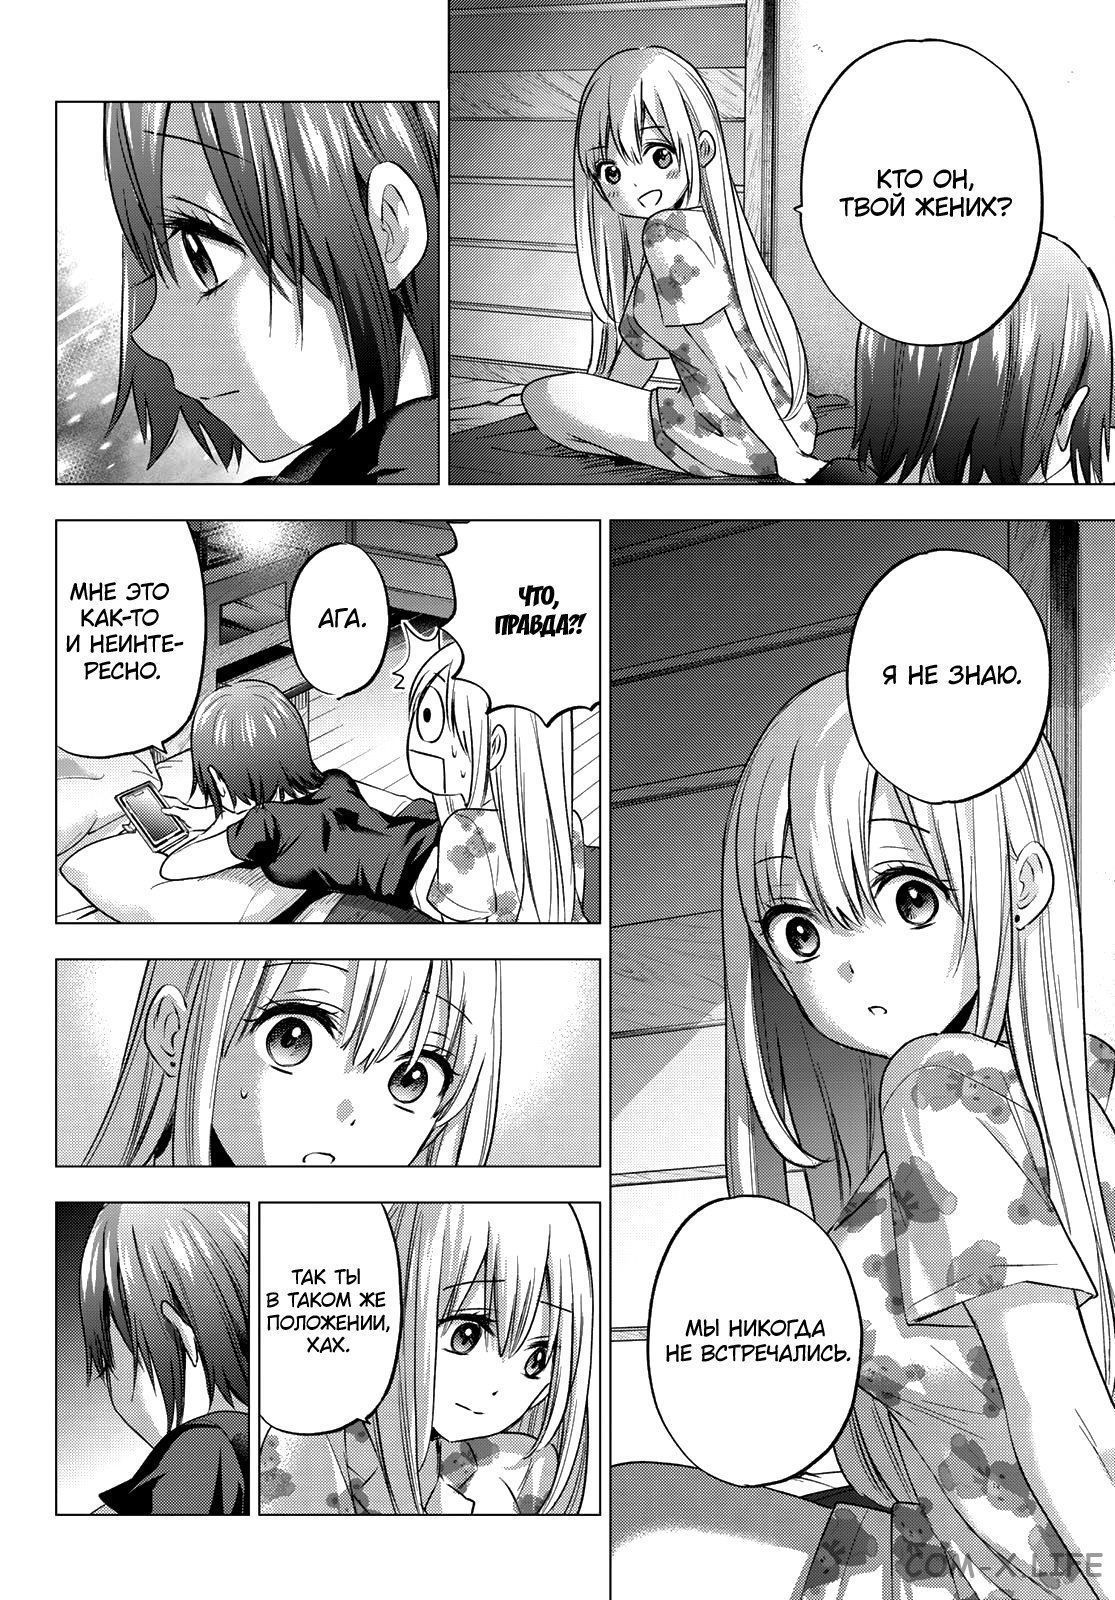 КТО ОН,
ТВОЙ ЖЕНИХ?
Я НЕ ЗНАЮ.
МЫ НИКОГДА
НЕ ВСТРЕЧАЛИСЬ.
ЧТО,
ПРАВДА?!
АГА.
МНЕ ЭТО
КАК-ТО
И НЕИНТЕ-
РЕСНО.
ТАК ТЫ
В ТАКОМ ЖЕ
ПОЛОЖЕНИИ,
ХАХ.
COM-X.LIFE